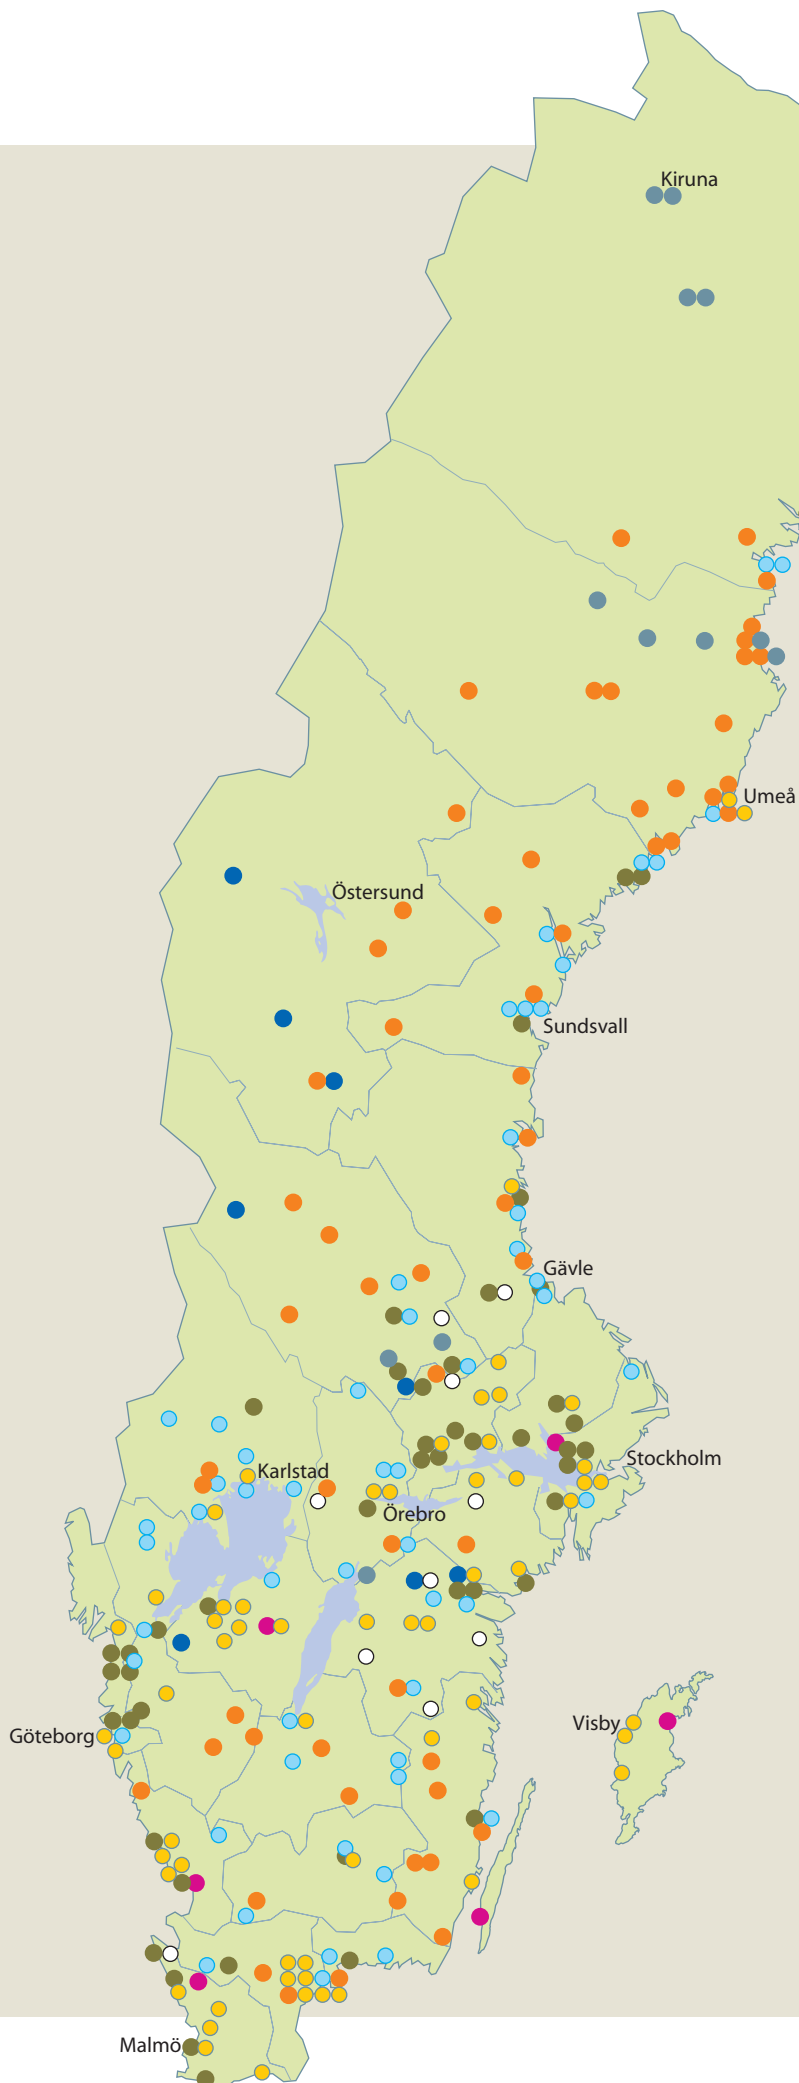 Kiruna
Umeå
Östersund
Sundsvall
Gävle
Stockholm
Karlstad
Örebro
Visby
Göteborg
Malmö